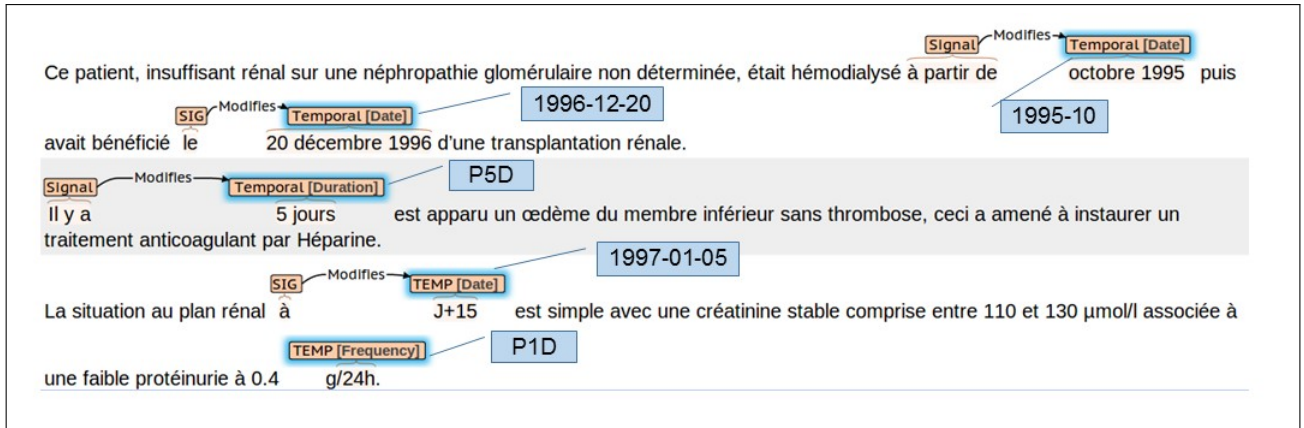 Signal Modifies Temporal [Date]
Ce patient, insuffisant rénal sur une néphropathie glomérulaire non déterminée, était hémodialysé à partir de octobre 1995 puis
SIG Modifies Temporal [Date] 1996-12-20 1995-10
avait bénéficié le 20 décembre 1996 d'une transplantation rénale.
Signal Modifies Temporal [Duration] P5D
Il y a 5 jours est apparu un œdème du membre inférieur sans thrombose, ceci a amené à instaurer un
traitement anticoagulant par Héparine.
1997-01-05
SIG Modifies TEMP [Date]
La situation au plan rénal à J+15 est simple avec une créatinine stable comprise entre 110 et 130 µmol/l associée à
TEMP [Frequency] P1D
une faible protéinurie à 0.4 g/24h.